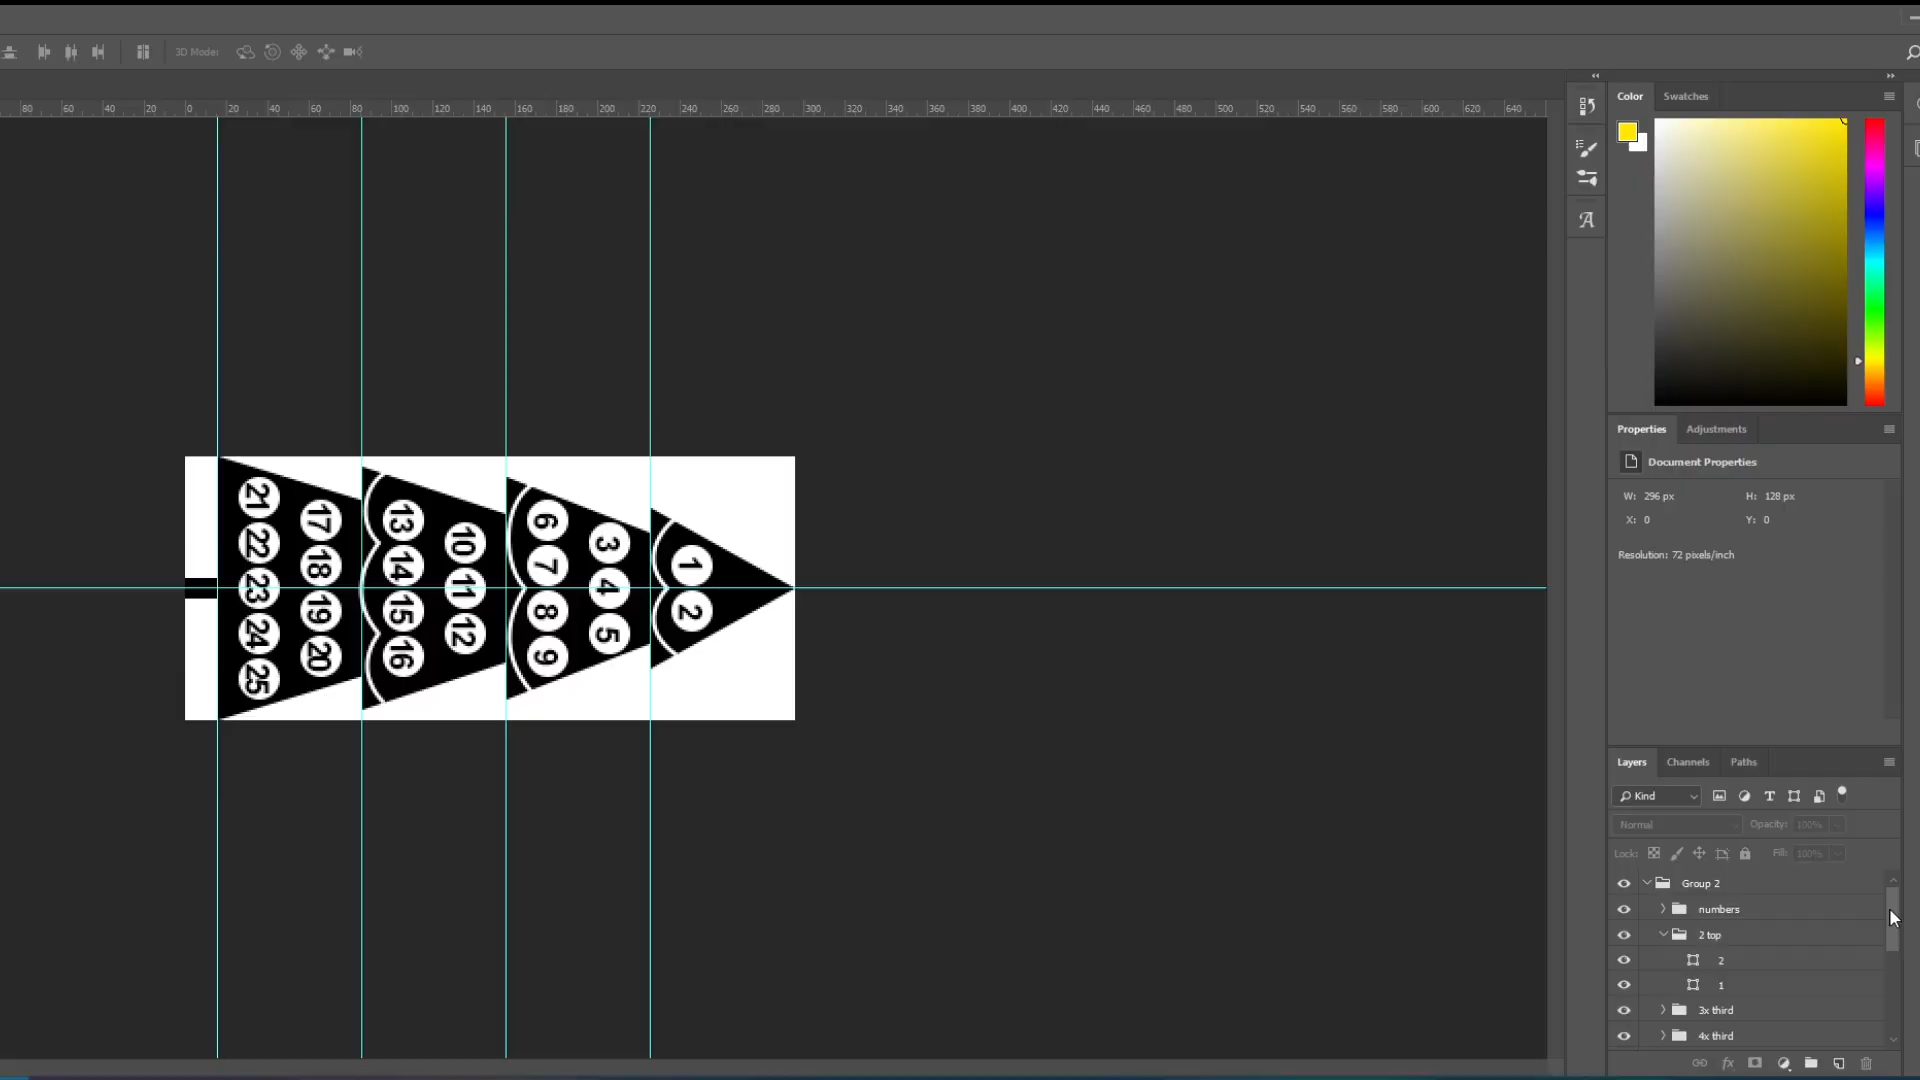 3D Mode:
80 60 40 20 0 20 40 60 80 100 120 140 160 180 200 220 240 260 280 300 320 340 360 380 400 420 440 460 480 500 520 540 560 580 600 620 640
Color Swatches
Properties Adjustments
Document Properties
W: 296 px H: 128 px
X: 0 Y: 0
Resolution: 72 pixels/inch
21 17 13 10 6 3 1
22 18 14 11 7 4 2
23 19 15 12 8 5
24 20 16 9
25
Layers Channels Paths
Kind
Normal Opacity: 100%
Lock: Fill: 100%
Group 2
numbers
2 top
2
1
3x third
4x third
fx